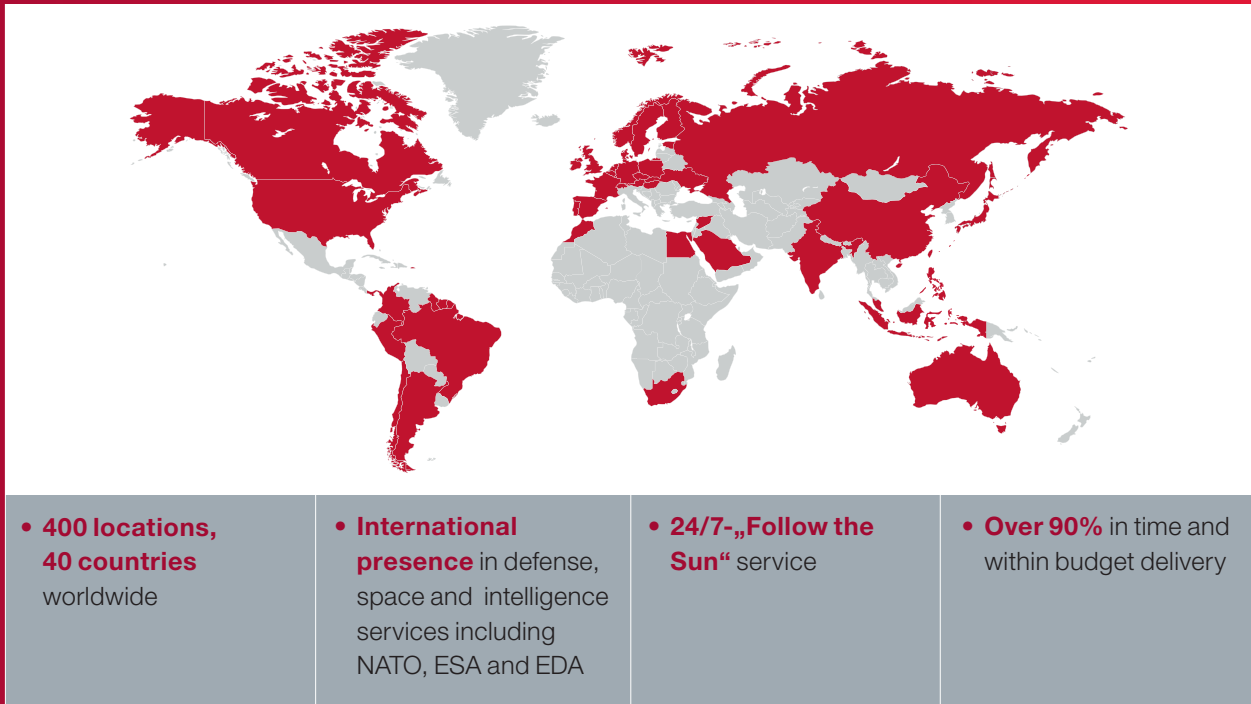 • 400 locations,
40 countries
worldwide
• International
presence in defense,
space and intelligence
services including
NATO, ESA and EDA
• 24/7-„Follow the
Sun“ service
• Over 90% in time and
within budget delivery